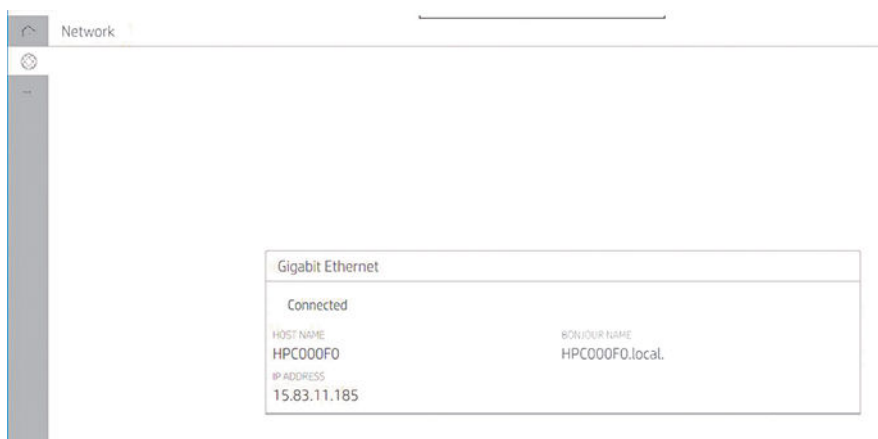 Network
Gigabit Ethernet
Connected
HOST NAME
BONJOUR NAME
HPC000F0
HPC000F0.local.
IP ADDRESS
15.83.11.185